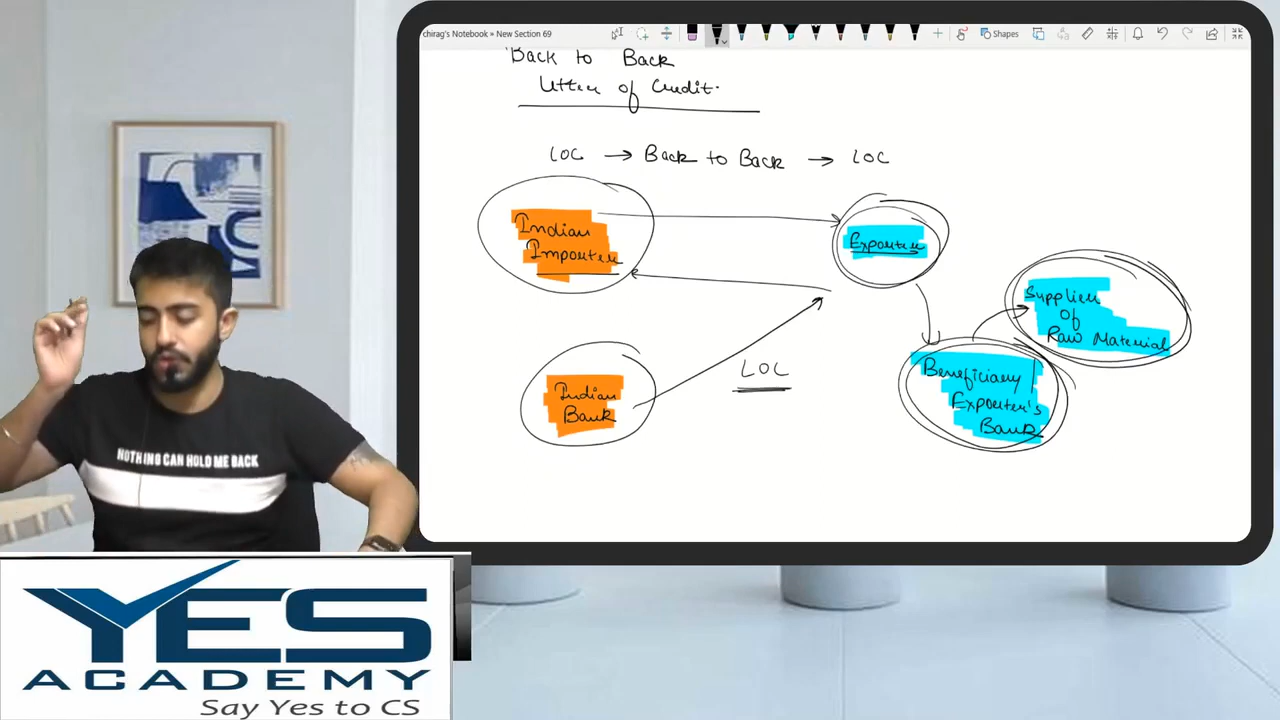 chirag's Notebook » New Section 69
Shapes
Back to Back
Letter of Credit
LOC → Back to Back → LOC
Indian
Importer
Exporter
Supplier
of
Raw Material
LOC
Indian
Bank
Beneficiary /
Exporter's
Bank
NOTHING CAN HOLD ME BACK
YES
ACADEMY
Say Yes to CS